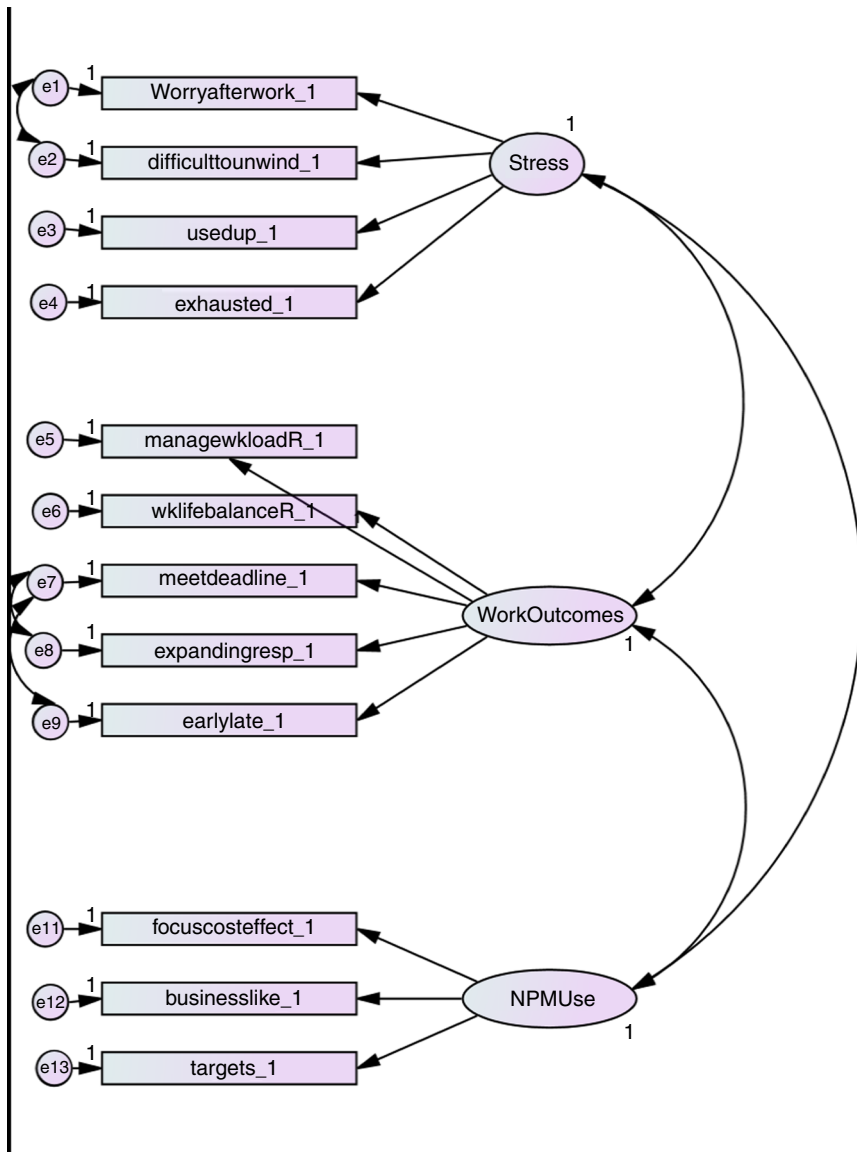 e1 1 Worryafterwork_1
1
e2 1 difficulttounwind_1
Stress
e3 1 usedup_1
e4 1 exhausted_1
e5 1 managewkloadR_1
e6 1 wklifebalanceR_1
e7 1 meetdeadline_1
WorkOutcomes
1
e8 1 expandingresp_1
e9 1 earlylate_1
e11 1 focuscosteffect_1
e12 1 businesslike_1
NPMUse
1
e13 1 targets_1